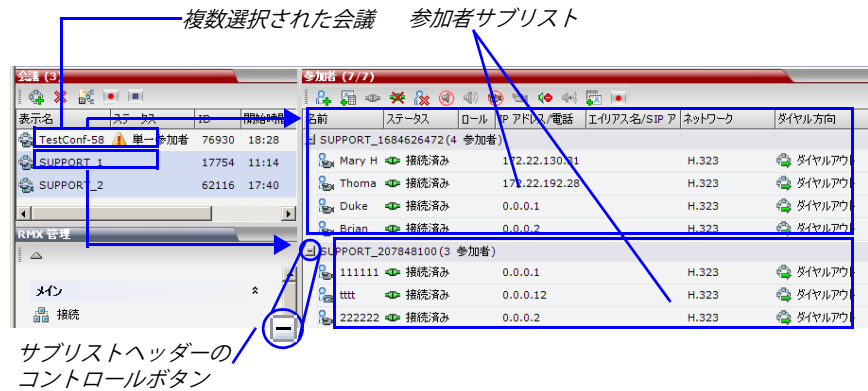 複数選択された会議 参加者サブリスト
会議 (3) 参加者 (7/7)
表示名 ステータス ID 開始時間 名前 ステータス ロール IP アドレス/電話 エイリアス名/SIP ア ネットワーク ダイヤル方向
SUPPORT_1684626472(4 参加者)
TestConf-58 単一参加者 76930 18:28
Mary H 接続済み 172.22.130.31 H.323 ダイヤルアウト
SUPPORT_1 17754 11:14
Thoma 接続済み 172.22.192.28 H.323 ダイヤルアウト
SUPPORT_2 62116 17:40
Duke 接続済み 0.0.0.1 H.323 ダイヤルアウト
Brian 接続済み 0.0.0.2 H.323 ダイヤルアウト
RMX 管理
SUPPORT_207848100(3 参加者)
111111 接続済み 0.0.0.1 H.323 ダイヤルアウト
メイン
tttt 接続済み 0.0.0.12 H.323 ダイヤルアウト
接続
222222 接続済み 0.0.0.2 H.323 ダイヤルアウト
サブリストヘッダーの
コントロールボタン